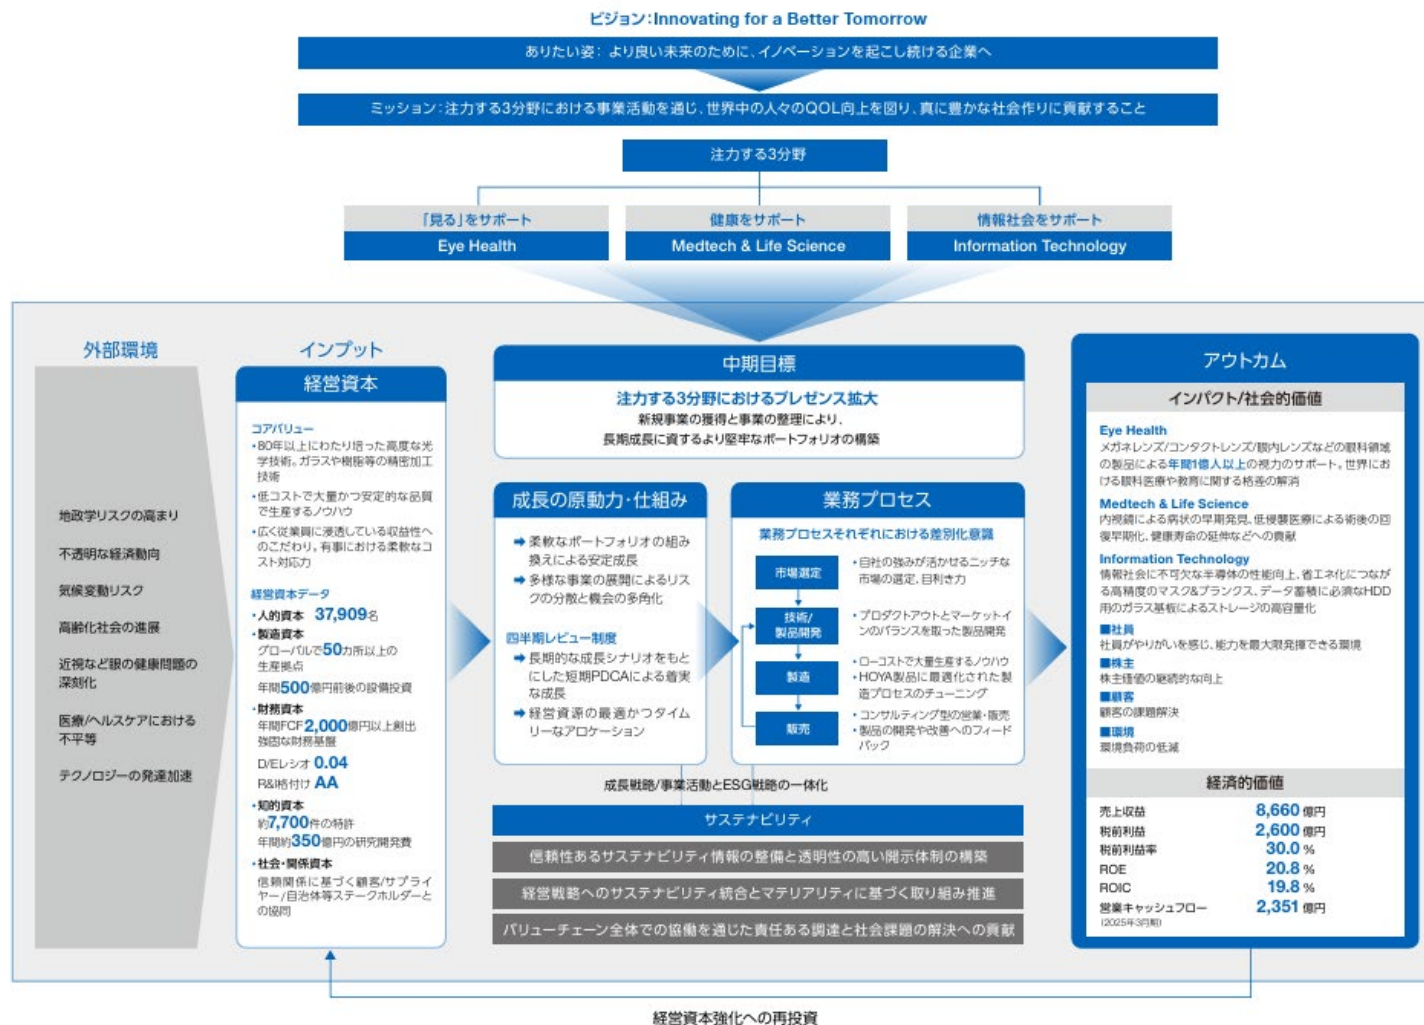 ビジョン：Innovating for a Better Tomorrow
ありたい姿： より良い未来のために、イノベーションを起こし続ける企業へ
ミッション：注力する3分野における事業活動を通じ、世界中の人々のQOL向上を図り、真に豊かな社会作りに貢献すること
注力する3分野
「見る」をサポート
Eye Health
健康をサポート
Medtech & Life Science
情報社会をサポート
Information Technology
外部環境
地政学リスクの高まり
不透明な経済動向
気候変動リスク
高齢化社会の進展
近視など眼の健康問題の
深刻化
医療/ヘルスケアにおける
不平等
テクノロジーの発達加速
インプット
経営資本
コアバリュー
・80年以上にわたり培った高度な光
学技術。ガラスや樹脂等の精密加工
技術
・低コストで大量かつ安定的な品質
で生産するノウハウ
・広く従業員に浸透している収益性へ
のこだわり。有事における柔軟なコ
スト対応力
経営資本データ
・人的資本 37,909名
・製造資本
グローバルで50カ所以上の
生産拠点
年間500億円前後の設備投資
・財務資本
年間FCF2,000億円以上創出
強固な財務基盤
D/Eレシオ 0.04
R&I格付け AA
・知的資本
約7,700件の特許
年間約350億円の研究開発費
・社会・関係資本
信頼関係に基づく顧客/サプライ
ヤー/自治体等ステークホルダーと
の協同
中期目標
注力する3分野におけるプレゼンス拡大
新規事業の獲得と事業の整理により、
長期成長に資するより堅牢なポートフォリオの構築
成長の原動力・仕組み
➡ 柔軟なポートフォリオの組み
換えによる安定成長
➡ 多様な事業の展開によるリス
クの分散と機会の多角化
四半期レビュー制度
➡ 長期的な成長シナリオをもと
にした短期PDCAによる着実
な成長
➡ 経営資源の最適かつタイム
リーなアロケーション
業務プロセス
業務プロセスそれぞれにおける差別化意識
市場選定
・自社の強みが活かせるニッチな
市場の選定、目利き力
技術/
製品開発
・プロダクトアウトとマーケットイ
ンのバランスを取った製品開発
製造
・ローコストで大量生産するノウハウ
・HOYA製品に最適化された製
造プロセスのチューニング
販売
・コンサルティング型の営業・販売
・製品の開発や改善へのフィード
バック
成長戦略/事業活動とESG戦略の一体化
サステナビリティ
信頼性あるサステナビリティ情報の整備と透明性の高い開示体制の構築
経営戦略へのサステナビリティ統合とマテリアリティに基づく取り組み推進
バリューチェーン全体での協働を通じた責任ある調達と社会課題の解決への貢献
アウトカム
インパクト/社会的価値
Eye Health
メガネレンズ/コンタクトレンズ/眼内レンズなどの眼科領域
の製品による年間1億人以上の視力のサポート。世界にお
ける眼科医療や教育に関する格差の解消
Medtech & Life Science
内視鏡による病状の早期発見、低侵襲医療による術後の回
復早期化、健康寿命の延伸などへの貢献
Information Technology
情報社会に不可欠な半導体の性能向上、省エネ化につなが
る高精度のマスク&ブランクス、データ蓄積に必須なHDD
用のガラス基板によるストレージの高容量化
■社員
社員がやりがいを感じ、能力を最大限発揮できる環境
■株主
株主価値の継続的な向上
■顧客
顧客の課題解決
■環境
環境負荷の低減
経済的価値
売上収益 8,660 億円
税前利益 2,600 億円
税前利益率 30.0 %
ROE 20.8 %
ROIC 19.8 %
営業キャッシュフロー 2,351 億円
(2025年3月期)
経営資本強化への再投資